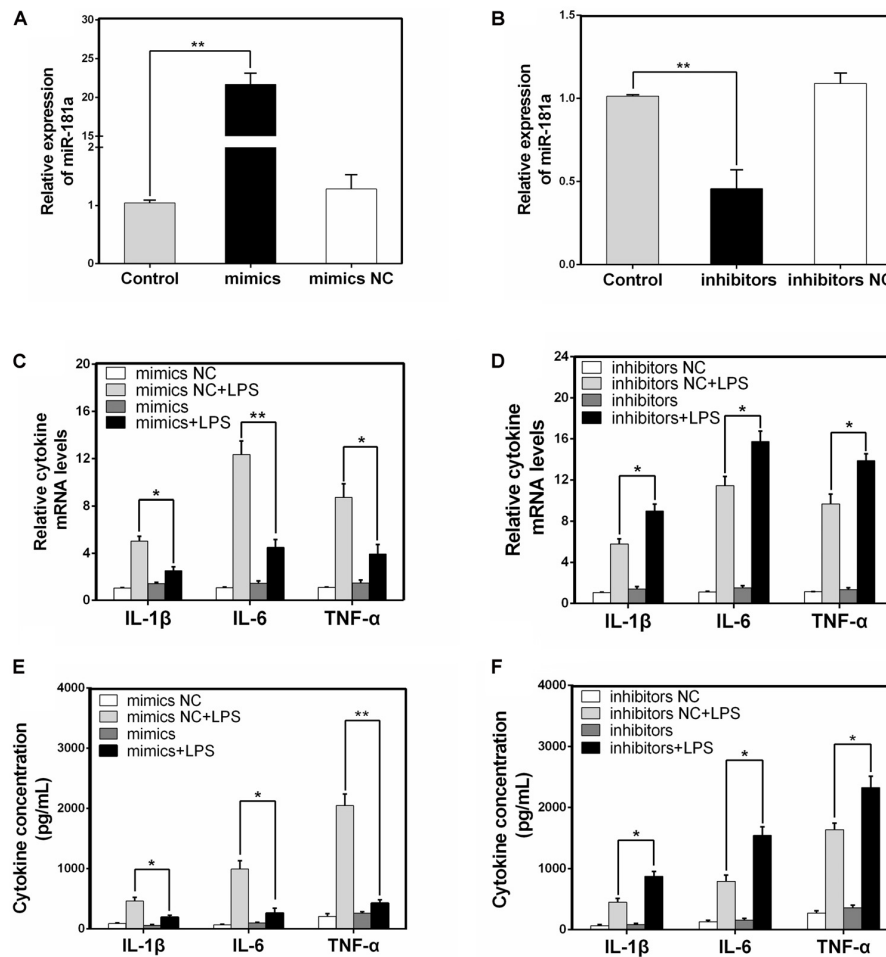 A
Relative expression
of miR-181a
30
25
20
15
2
1
0
**
Control
mimics
mimics NC
B
Relative expression
of miR-181a
1.5
1.0
0.5
0.0
**
Control
inhibitors
inhibitors NC
C
Relative cytokine
mRNA levels
20
16
12
8
4
0
mimics NC
mimics NC+LPS
mimics
mimics+LPS
*
**
*
IL-1β
IL-6
TNF-α
D
Relative cytokine
mRNA levels
24
20
16
12
8
4
0
inhibitors NC
inhibitors NC+LPS
inhibitors
inhibitors+LPS
*
*
*
IL-1β
IL-6
TNF-α
E
Cytokine concentration
(pg/mL)
4000
3000
2000
1000
0
mimics NC
mimics NC+LPS
mimics
mimics+LPS
*
*
**
IL-1β
IL-6
TNF-α
F
Cytokine concentration
(pg/mL)
4000
3000
2000
1000
0
inhibitors NC
inhibitors NC+LPS
inhibitors
inhibitors+LPS
*
*
*
IL-1β
IL-6
TNF-α